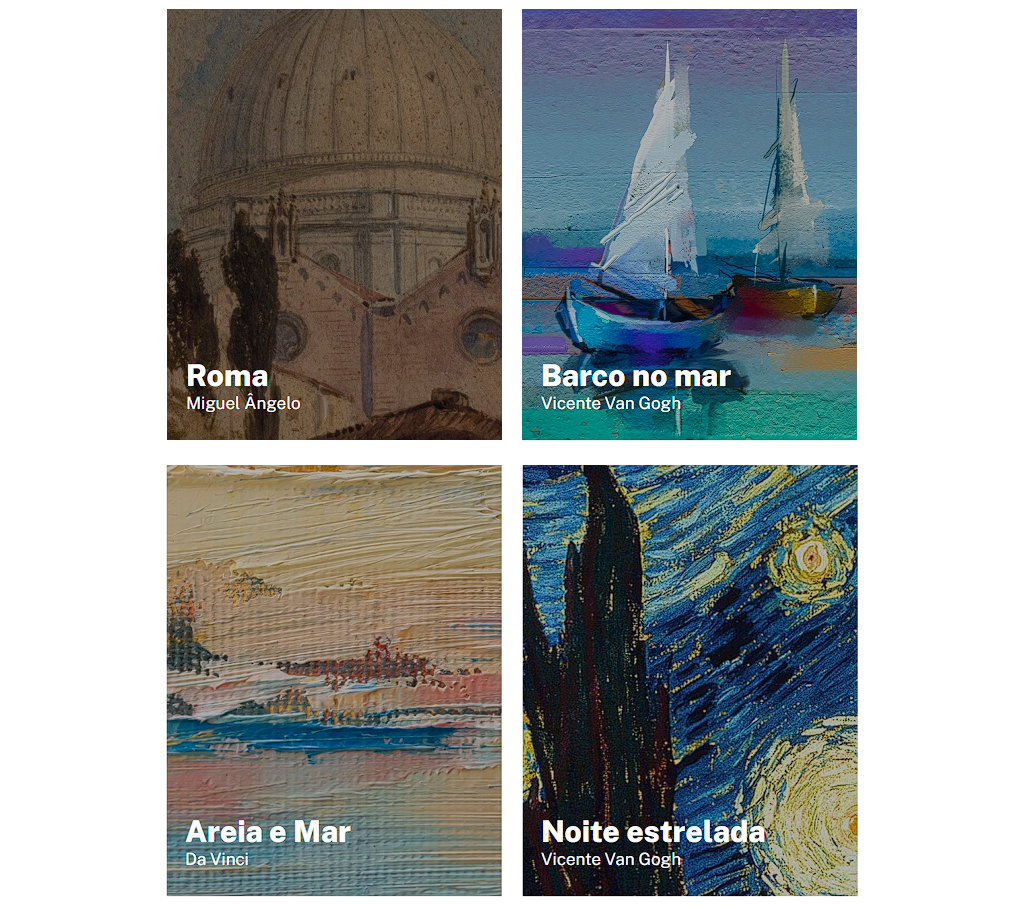 Roma
Miguel Ângelo
Barco no mar
Vicente Van Gogh
Areia e Mar
Da Vinci
Noite estrelada
Vicente Van Gogh